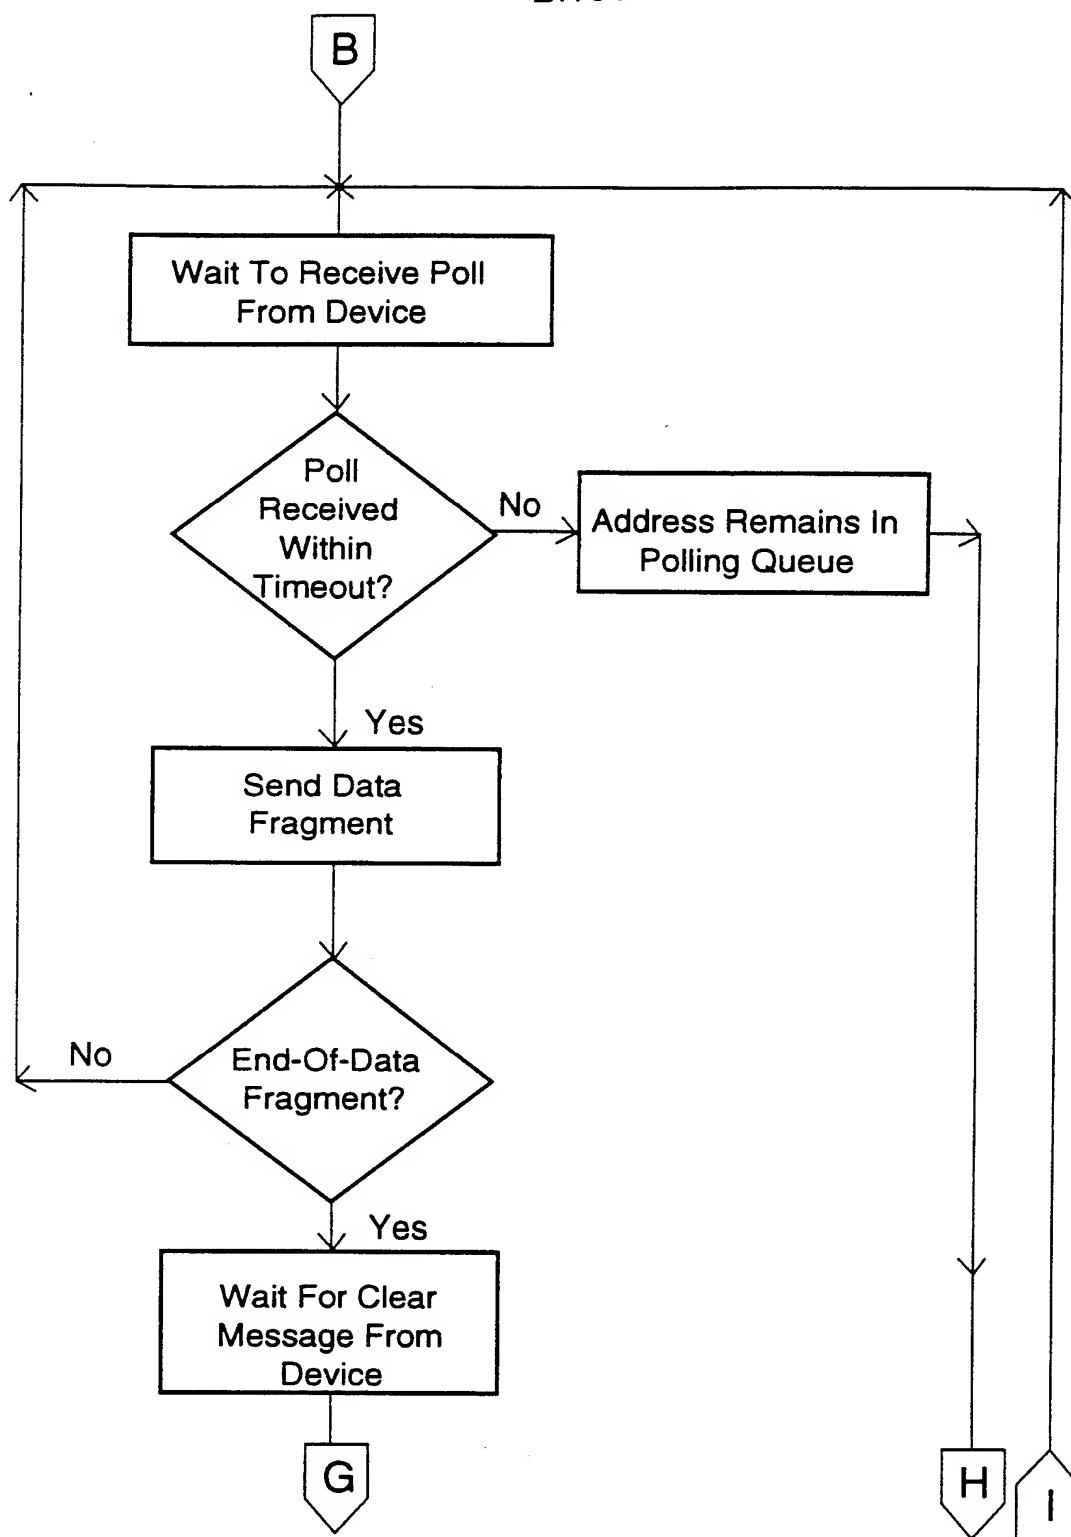 B
Wait To Receive Poll
From Device
Poll
Received
Within
Timeout?
No
Address Remains In
Polling Queue
Yes
Send Data
Fragment
No
End-Of-Data
Fragment?
Yes
Wait For Clear
Message From
Device
G
H
I